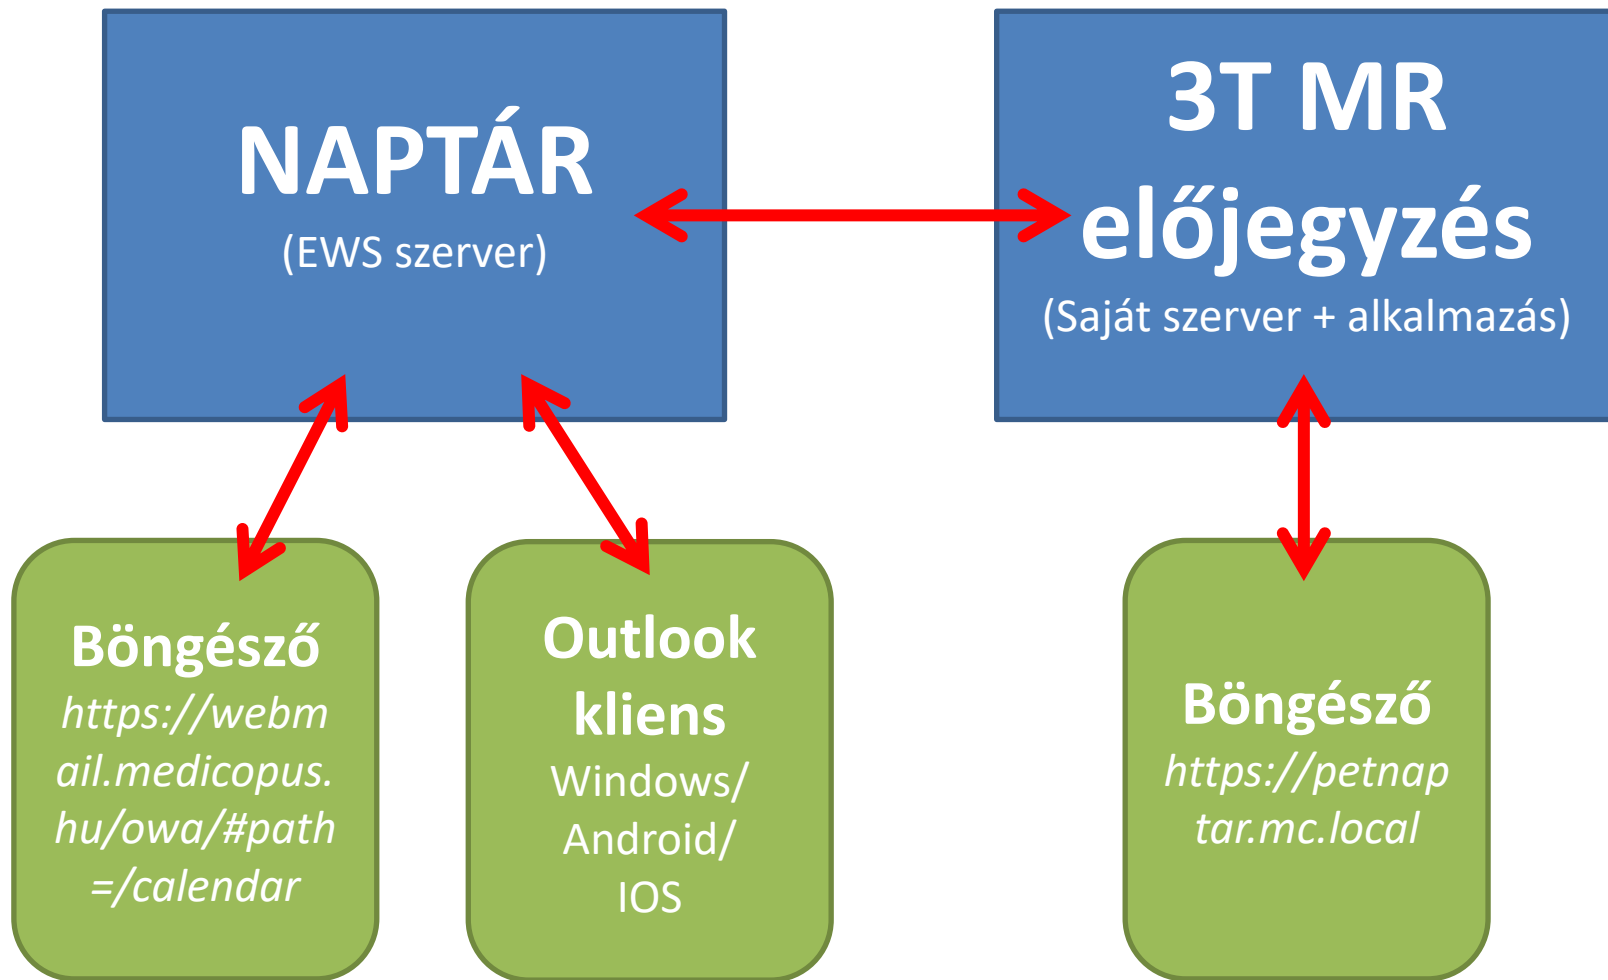 NAPTÁR
(EWS szerver)
3T MR
előjegyzés
(Saját szerver + alkalmazás)
Böngésző
https://webm
ail.medicopus.
hu/owa/#path
=/calendar
Outlook
kliens
Windows/
Android/
IOS
Böngésző
https://petnap
tar.mc.local